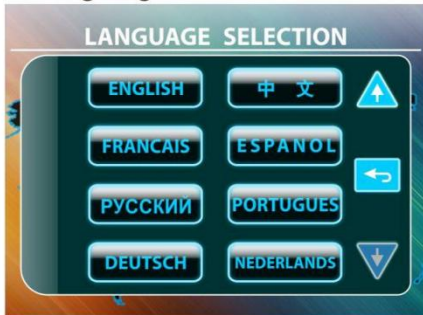 LANGUAGE SELECTION
ENGLISH
中 文
FRANCAIS
ESPANOL
РУССКИЙ
PORTUGUES
DEUTSCH
NEDERLANDS